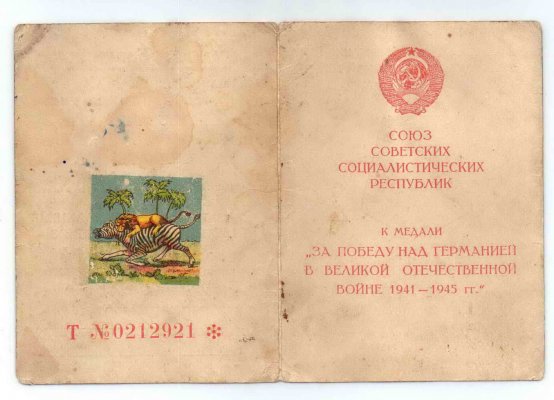 Т №0212921 ✻
СОЮЗ
СОВЕТСКИХ
СОЦИАЛИСТИЧЕСКИХ
РЕСПУБЛИК
К МЕДАЛИ
„ЗА ПОБЕДУ НАД ГЕРМАНИЕЙ
В ВЕЛИКОЙ ОТЕЧЕСТВЕННОЙ
ВОЙНЕ 1941—1945 гг."